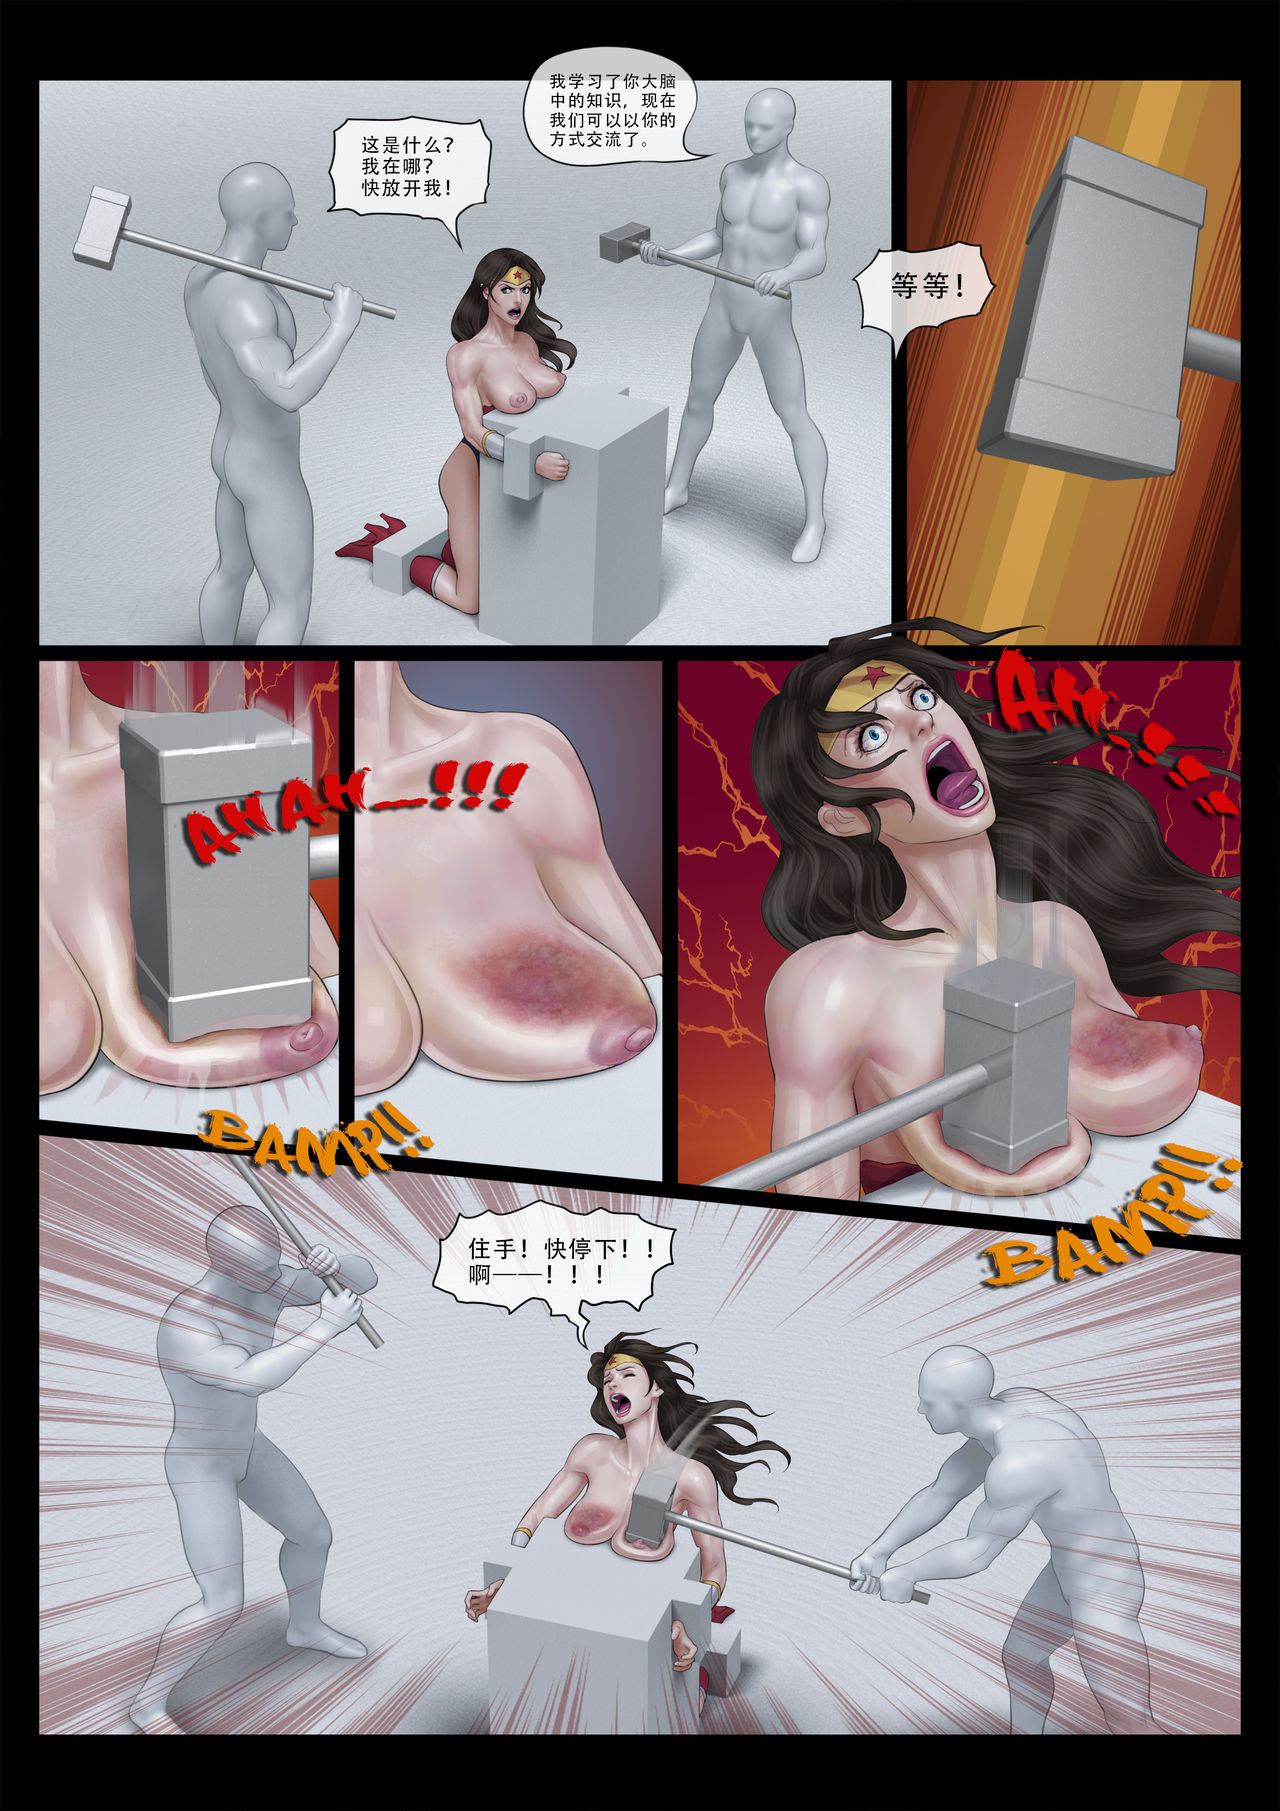 我学习了你大脑
中的知识，现在
我们可以以你的
方式交流了。
这是什么？
我在哪？
快放开我！
等等！
AHAH—!!!
BAMP!!
AH—!!!
BAMP!!
住手！快停下！！
啊——！！！